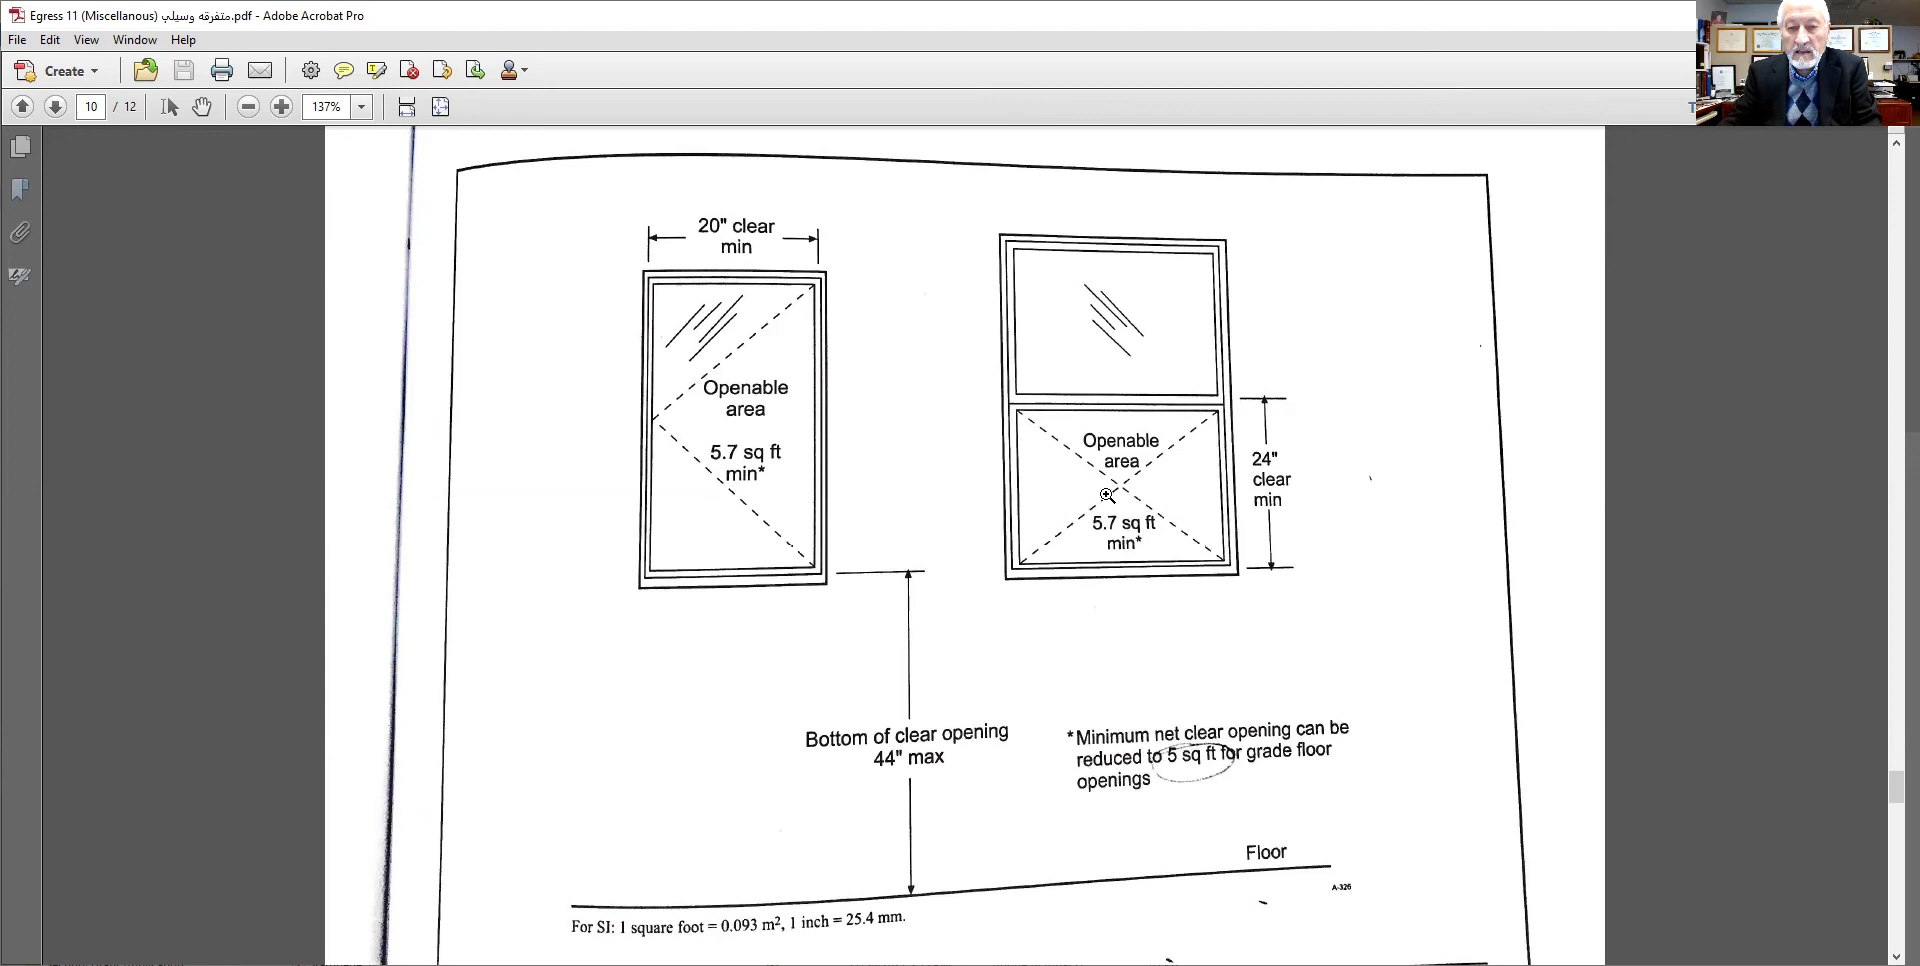 Egress 11 (Miscellanous) متفرقه وسیلې.pdf - Adobe Acrobat Pro
File Edit View Window Help
Create
10 / 12 137%
20" clear
min
Openable
area
5.7 sq ft
min*
Openable
area
5.7 sq ft
min*
24"
clear
min
Bottom of clear opening
44" max
*Minimum net clear opening can be
reduced to 5 sq ft for grade floor
openings
Floor
A-326
For SI: 1 square foot = 0.093 m², 1 inch = 25.4 mm.